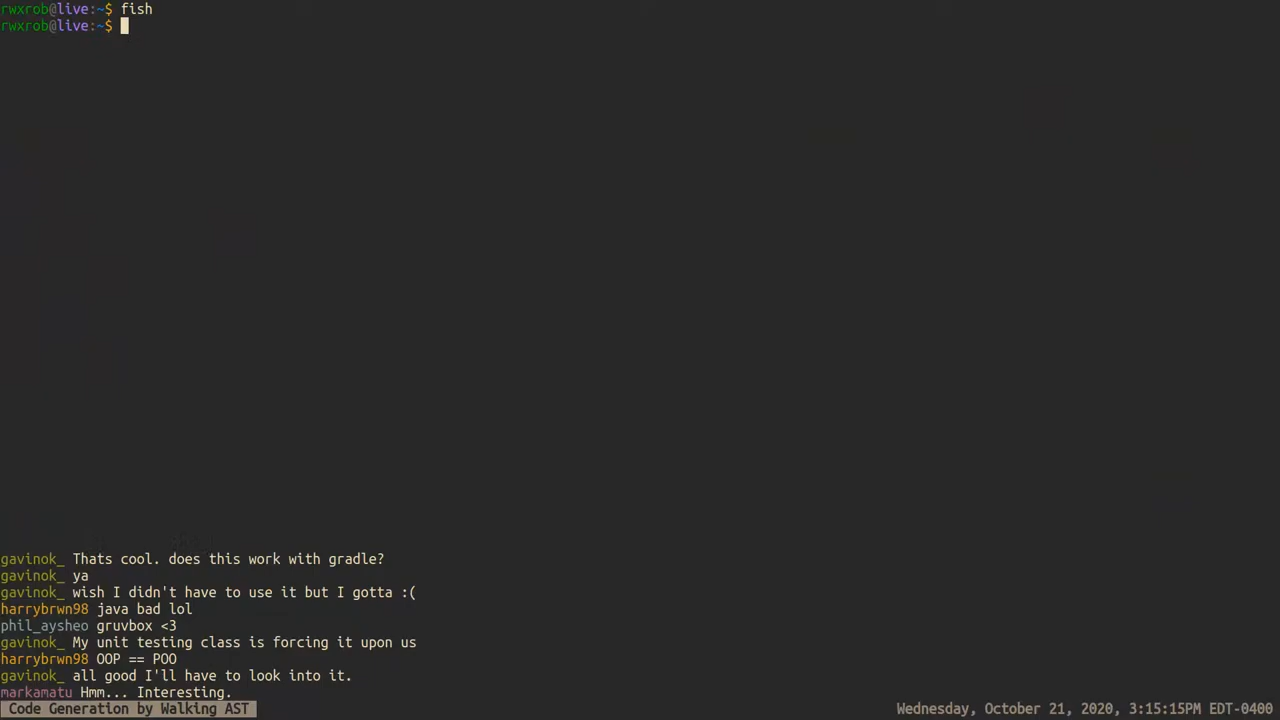 rwxrob@live:~$ fish
rwxrob@live:~$
gavinok_ Thats cool. does this work with gradle?
gavinok_ ya
gavinok_ wish I didn't have to use it but I gotta :(
harrybrwn98 java bad lol
phil_aysheo gruvbox <3
gavinok_ My unit testing class is forcing it upon us
harrybrwn98 OOP == POO
gavinok_ all good I'll have to look into it.
markamatu Hmm... Interesting.
Code Generation by Walking AST Wednesday, October 21, 2020, 3:15:15PM EDT-0400